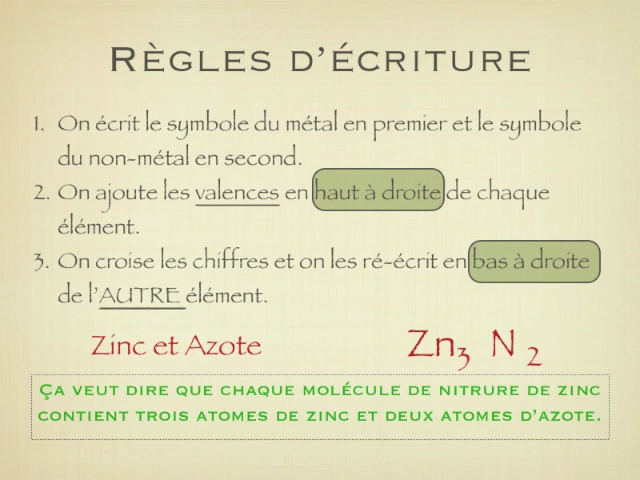 Règles d'écriture
1. On écrit le symbole du métal en premier et le symbole
du non-métal en second.
2. On ajoute les valences en haut à droite de chaque
élément.
3. On croise les chiffres et on les ré-écrit en bas à droite
de l'AUTRE élément.
Zinc et Azote Zn₃ N₂
Ça veut dire que chaque molécule de nitrure de zinc
contient trois atomes de zinc et deux atomes d'azote.